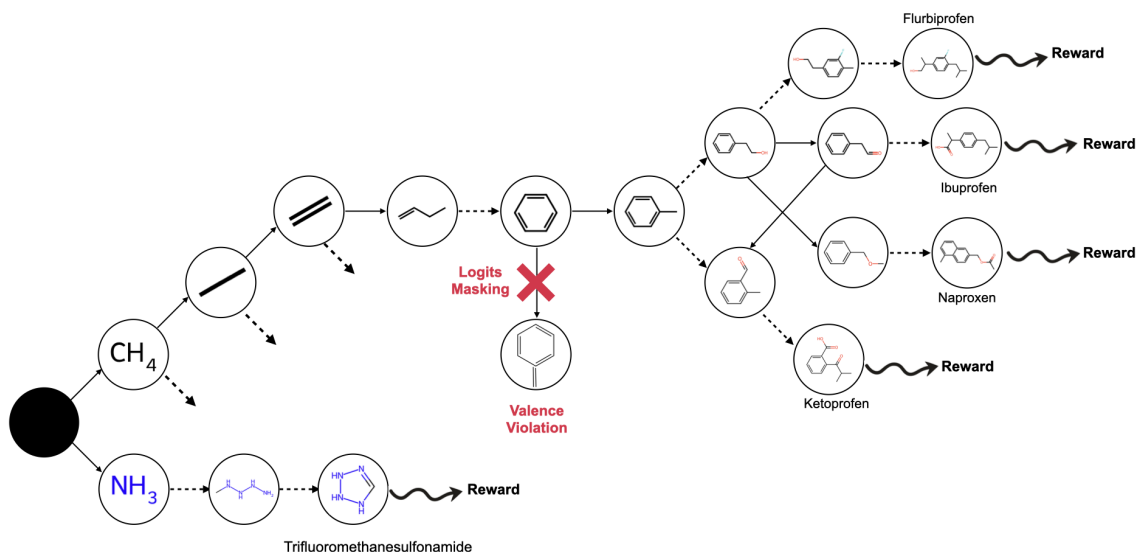 Flurbiprofen
Reward
Reward
Ibuprofen
Logits
Masking
Reward
Naproxen
CH4
Reward
Ketoprofen
Valence
Violation
NH3
Reward
Trifluoromethanesulfonamide